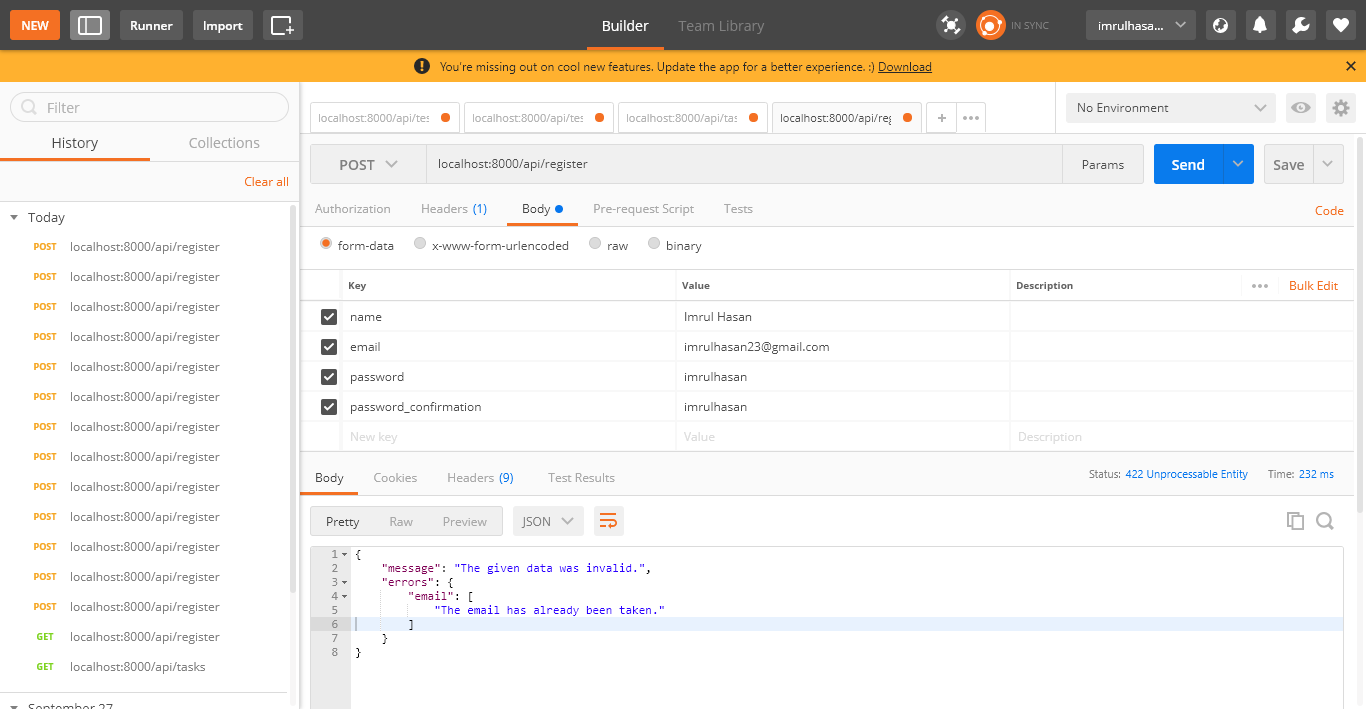 NEW Runner Import Builder Team Library IN SYNC imrulhasa...
You're missing out on cool new features. Update the app for a better experience. :) Download
Filter
History Collections
Clear all
Today
POST localhost:8000/api/register
POST localhost:8000/api/register
POST localhost:8000/api/register
POST localhost:8000/api/register
POST localhost:8000/api/register
POST localhost:8000/api/register
POST localhost:8000/api/register
POST localhost:8000/api/register
POST localhost:8000/api/register
POST localhost:8000/api/register
POST localhost:8000/api/register
POST localhost:8000/api/register
POST localhost:8000/api/register
GET localhost:8000/api/register
GET localhost:8000/api/tasks
September 27
localhost:8000/api/tes localhost:8000/api/tes localhost:8000/api/tas localhost:8000/api/reg + ••• No Environment
POST localhost:8000/api/register Params Send Save
Authorization Headers (1) Body Pre-request Script Tests Code
form-data x-www-form-urlencoded raw binary
Key Value Description ••• Bulk Edit
name Imrul Hasan
email imrulhasan23@gmail.com
password imrulhasan
password_confirmation imrulhasan
New key Value Description
Body Cookies Headers (9) Test Results Status: 422 Unprocessable Entity Time: 232 ms
Pretty Raw Preview JSON
1 {
2 "message": "The given data was invalid.",
3 "errors": {
4 "email": [
5 "The email has already been taken."
6 ]
7 }
8 }